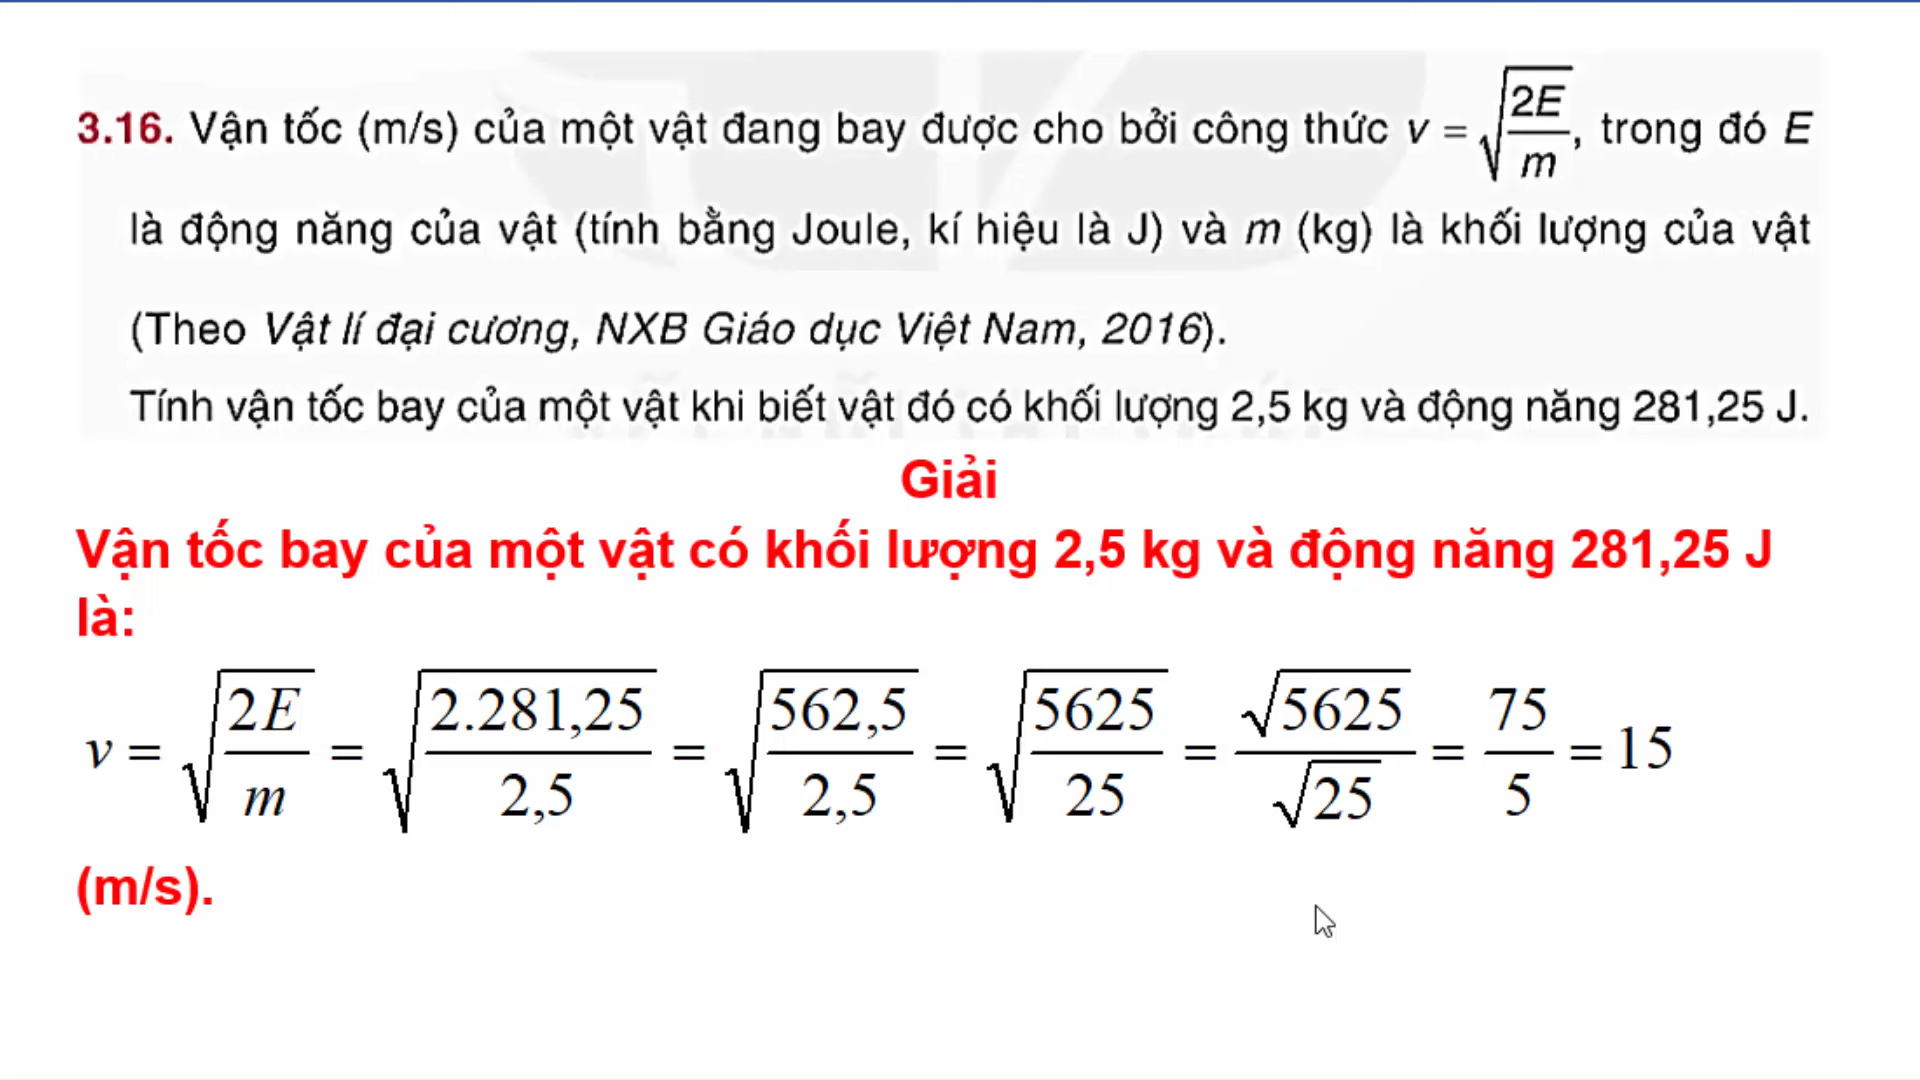 3.16. Vận tốc (m/s) của một vật đang bay được cho bởi công thức v = √(2E/m), trong đó E
là động năng của vật (tính bằng Joule, kí hiệu là J) và m (kg) là khối lượng của vật
(Theo Vật lí đại cương, NXB Giáo dục Việt Nam, 2016).
Tính vận tốc bay của một vật khi biết vật đó có khối lượng 2,5 kg và động năng 281,25 J.
Giải
Vận tốc bay của một vật có khối lượng 2,5 kg và động năng 281,25 J
là:
v = √(2E/m) = √(2.281,25/2,5) = √(562,5/2,5) = √(5625/25) = √5625/√25 = 75/5 = 15
(m/s).